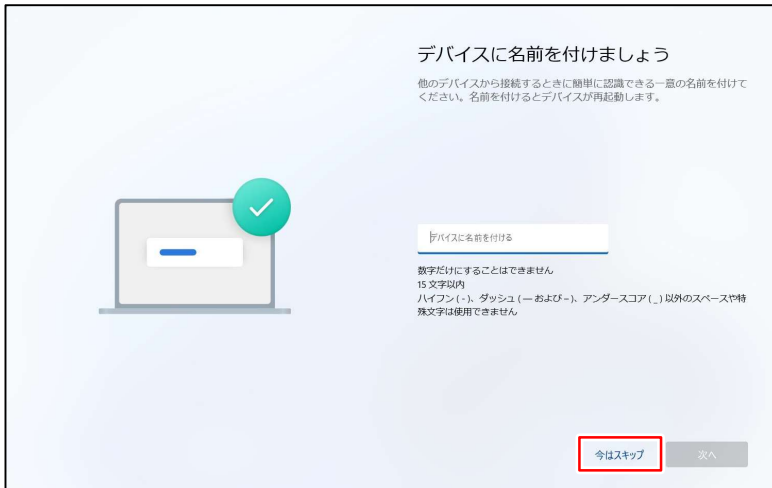 デバイスに名前を付けましょう
他のデバイスから接続するときに簡単に認識できる一意の名前を付けて
ください。名前を付けるとデバイスが再起動します。
デバイスに名前を付ける
数字だけにすることはできません
15 文字以内
ハイフン ( - )、ダッシュ ( — および – )、アンダースコア ( _ ) 以外のスペースや特
殊文字は使用できません
今はスキップ
次へ